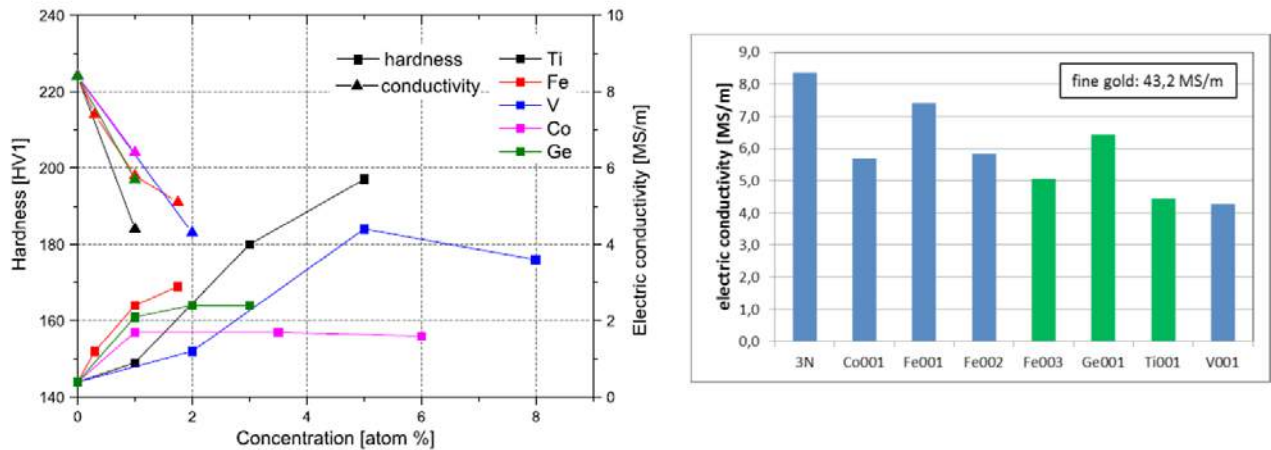 240
220
200
180
160
140
Hardness [HV1]
10
8
6
4
2
0
Electric conductivity [MS/m]
0
2
4
6
8
Concentration [atom %]
hardness
conductivity
Ti
Fe
V
Co
Ge
9,0
8,0
7,0
6,0
5,0
4,0
3,0
2,0
1,0
0,0
electric conductivity [MS/m]
fine gold: 43,2 MS/m
3N
Co001
Fe001
Fe002
Fe003
Ge001
Ti001
V001